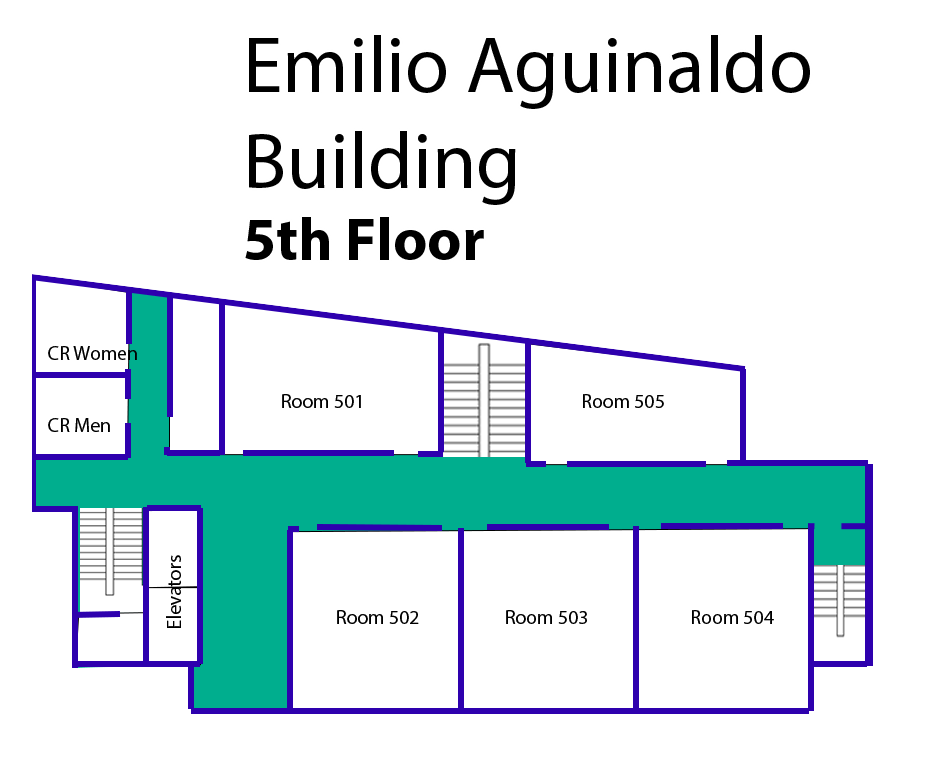 Emilio Aguinaldo
Building
5th Floor
CR Women
CR Men
Room 501
Room 505
Elevators
Room 502
Room 503
Room 504